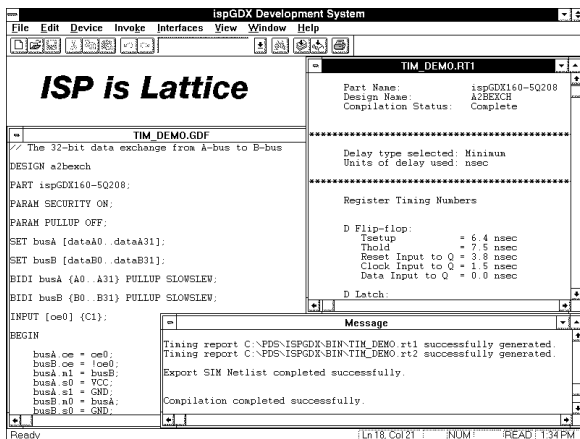 ispGDX Development System
File Edit Device Invoke Interfaces View Window Help
ISP is Lattice
TIM_DEMO.GDF
// The 32-bit data exchange from A-bus to B-bus
DESIGN a2bexch
PART ispGDX160-5Q208;
PARAM SECURITY ON;
PARAM PULLUP OFF;
SET busA [dataA0..dataA31];
SET busB [dataB0..dataB31];
BIDI busA {A0..A31} PULLUP SLOWSLEW;
BIDI busB {B0..B31} PULLUP SLOWSLEW;
INPUT [oe0] {C1};
BEGIN
busA.oe = oe0;
busB.oe = !oe0;
busA.m1 = busB;
busA.s0 = VCC;
busA.s1 = GND;
busB.m0 = busA;
busB.s0 = GND;
TIM_DEMO.RT1
Part Name: ispGDX160-5Q208
Design Name: A2BEXCH
Compilation Status: Complete
****************************************
Delay type selected: Minimum
Units of delay used: nsec
****************************************
Register Timing Numbers
D Flip-flop:
Tsetup = 6.4 nsec
Thold = 7.5 nsec
Reset Input to Q = 3.8 nsec
Clock Input to Q = 1.5 nsec
Data Input to Q = 0.0 nsec
D Latch:
Message
Timing report C:\PDS\ISPGDX\BIN\TIM_DEMO.rt1 successfully generated.
Timing report C:\PDS\ISPGDX\BIN\TIM_DEMO.rt2 successfully generated.
Export SIM Netlist completed successfully.
Compilation completed successfully.
Ready Ln 18, Col 21 NUM READ 1:34 PM